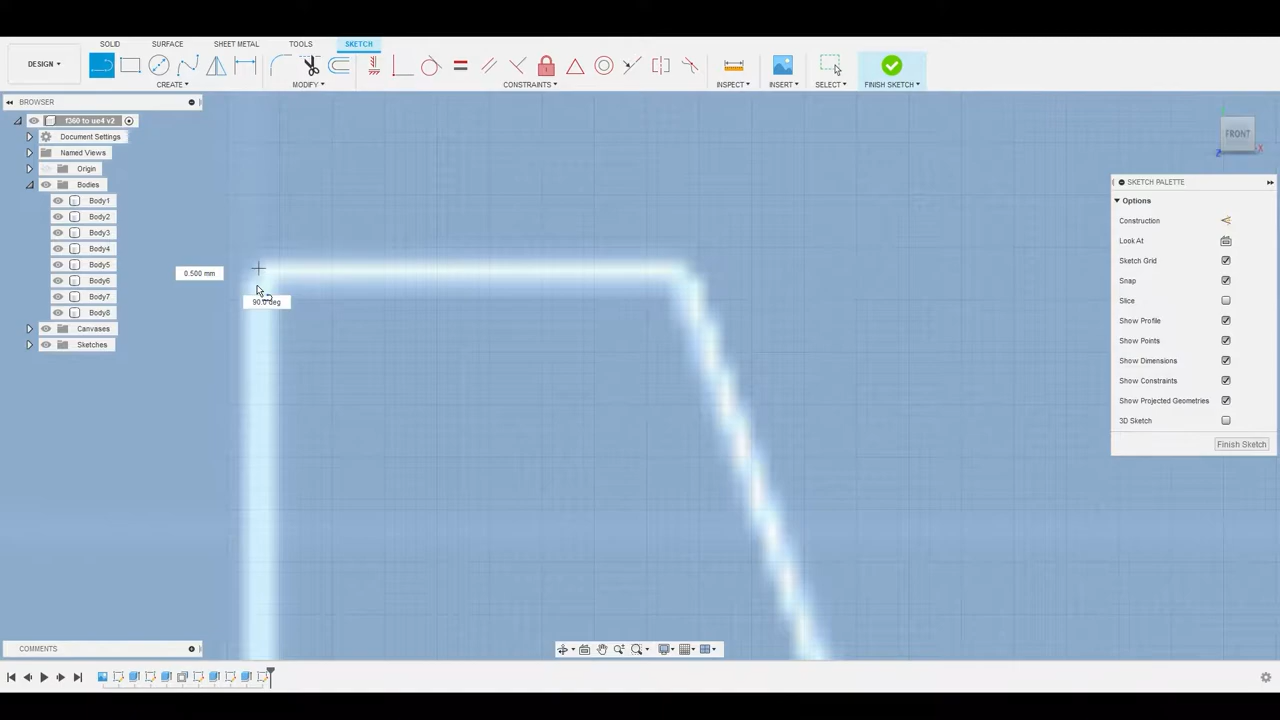 SOLID SURFACE SHEET METAL TOOLS SKETCH
DESIGN
CREATE MODIFY CONSTRAINTS INSPECT INSERT SELECT FINISH SKETCH
BROWSER
f360 to ue4 v2
Document Settings
Named Views
Origin
Bodies
Body1
Body2
Body3
Body4
Body5
Body6
Body7
Body8
Canvases
Sketches
0.500 mm
90.0 deg
FRONT
X
Z
SKETCH PALETTE
Options
Construction
Look At
Sketch Grid
Snap
Slice
Show Profile
Show Points
Show Dimensions
Show Constraints
Show Projected Geometries
3D Sketch
Finish Sketch
COMMENTS